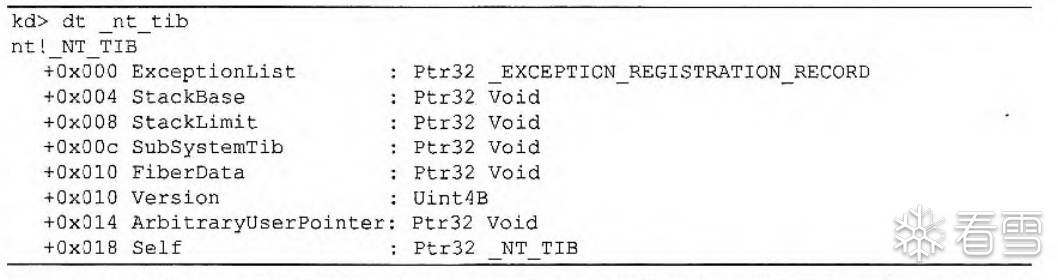 kd> dt _nt_tib
nt!_NT_TIB
   +0x000 ExceptionList        : Ptr32 _EXCEPTION_REGISTRATION_RECORD
   +0x004 StackBase            : Ptr32 Void
   +0x008 StackLimit           : Ptr32 Void
   +0x00c SubSystemTib         : Ptr32 Void
   +0x010 FiberData            : Ptr32 Void
   +0x010 Version              : Uint4B
   +0x014 ArbitraryUserPointer: Ptr32 Void
   +0x018 Self                 : Ptr32 _NT_TIB
看雪